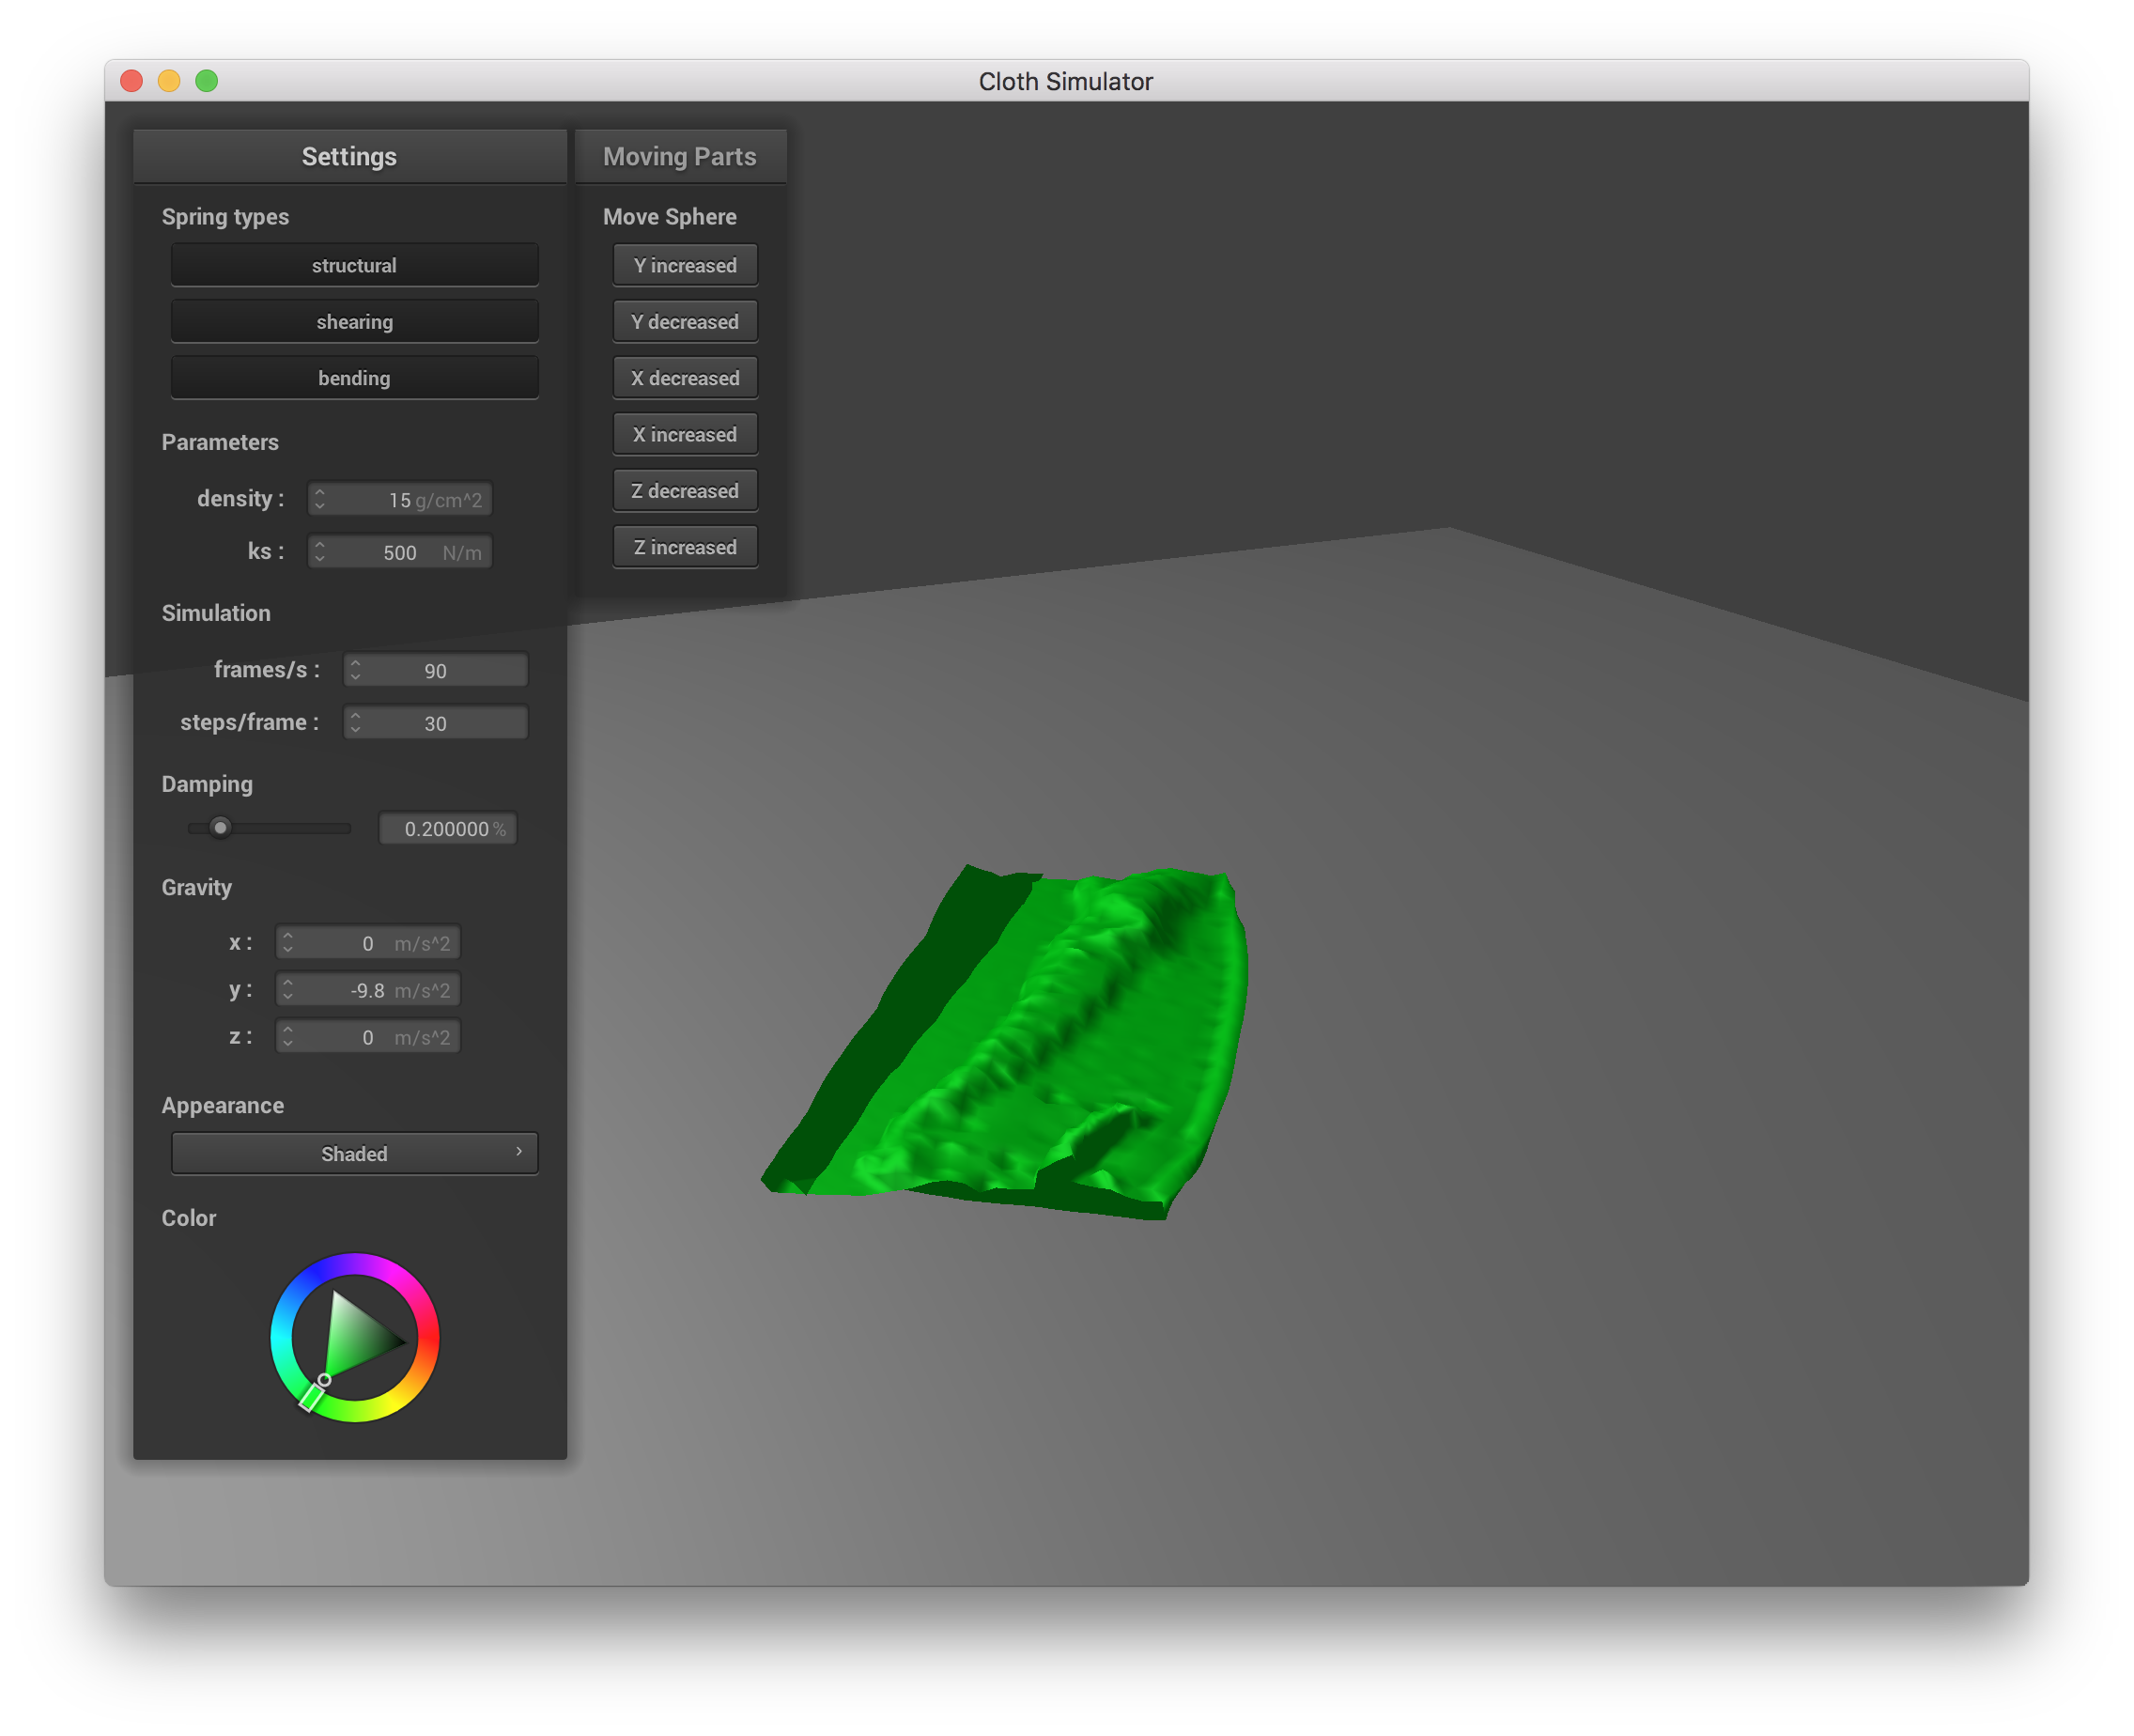 Cloth Simulator
Settings
Spring types
structural
shearing
bending
Parameters
density : 15 g/cm^2
ks : 500 N/m
Simulation
frames/s : 90
steps/frame : 30
Damping
0.200000 %
Gravity
x : 0 m/s^2
y : -9.8 m/s^2
z : 0 m/s^2
Appearance
Shaded
Color
Moving Parts
Move Sphere
Y increased
Y decreased
X decreased
X increased
Z decreased
Z increased